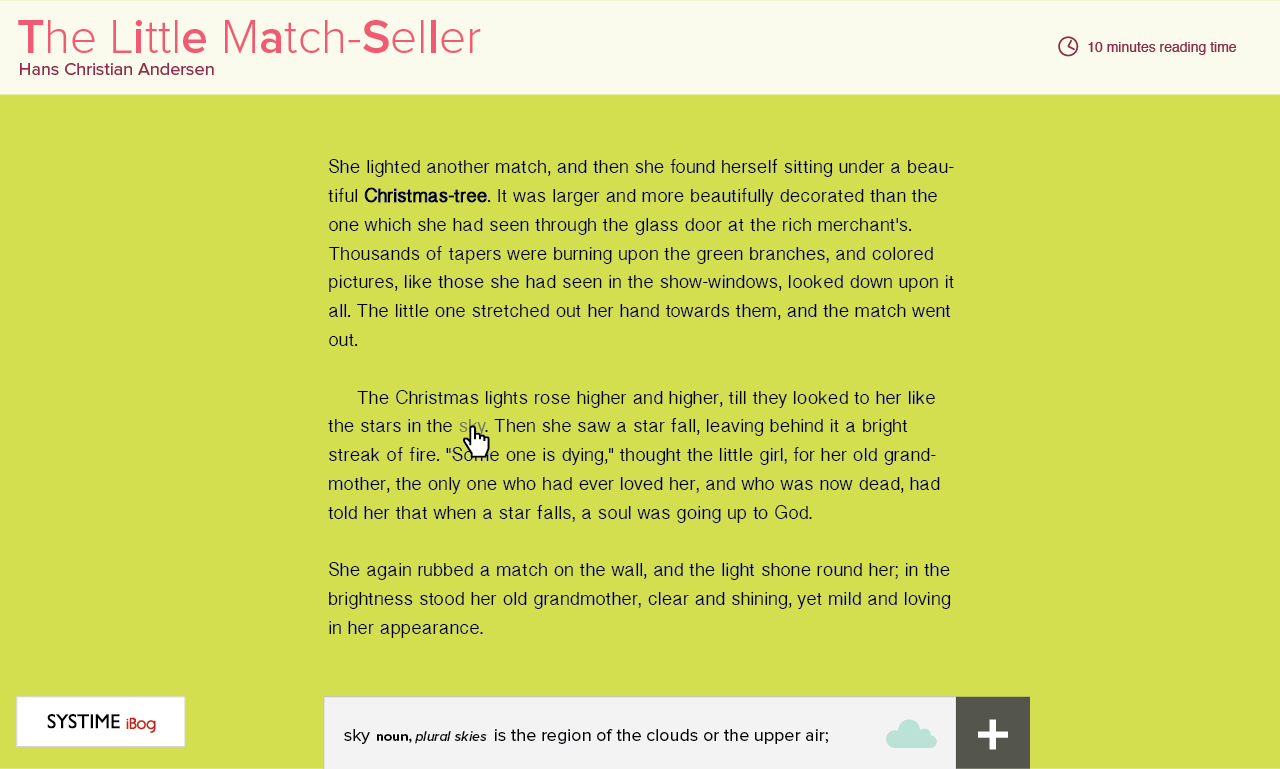 The Little Match-Seller
Hans Christian Andersen
10 minutes reading time
She lighted another match, and then she found herself sitting under a beau-
tiful Christmas-tree. It was larger and more beautifully decorated than the
one which she had seen through the glass door at the rich merchant's.
Thousands of tapers were burning upon the green branches, and colored
pictures, like those she had seen in the show-windows, looked down upon it
all. The little one stretched out her hand towards them, and the match went
out.
The Christmas lights rose higher and higher, till they looked to her like
the stars in the sky. Then she saw a star fall, leaving behind it a bright
streak of fire. "Some one is dying," thought the little girl, for her old grand-
mother, the only one who had ever loved her, and who was now dead, had
told her that when a star falls, a soul was going up to God.
She again rubbed a match on the wall, and the light shone round her; in the
brightness stood her old grandmother, clear and shining, yet mild and loving
in her appearance.
SYSTIME iBog
sky noun, plural skies is the region of the clouds or the upper air;